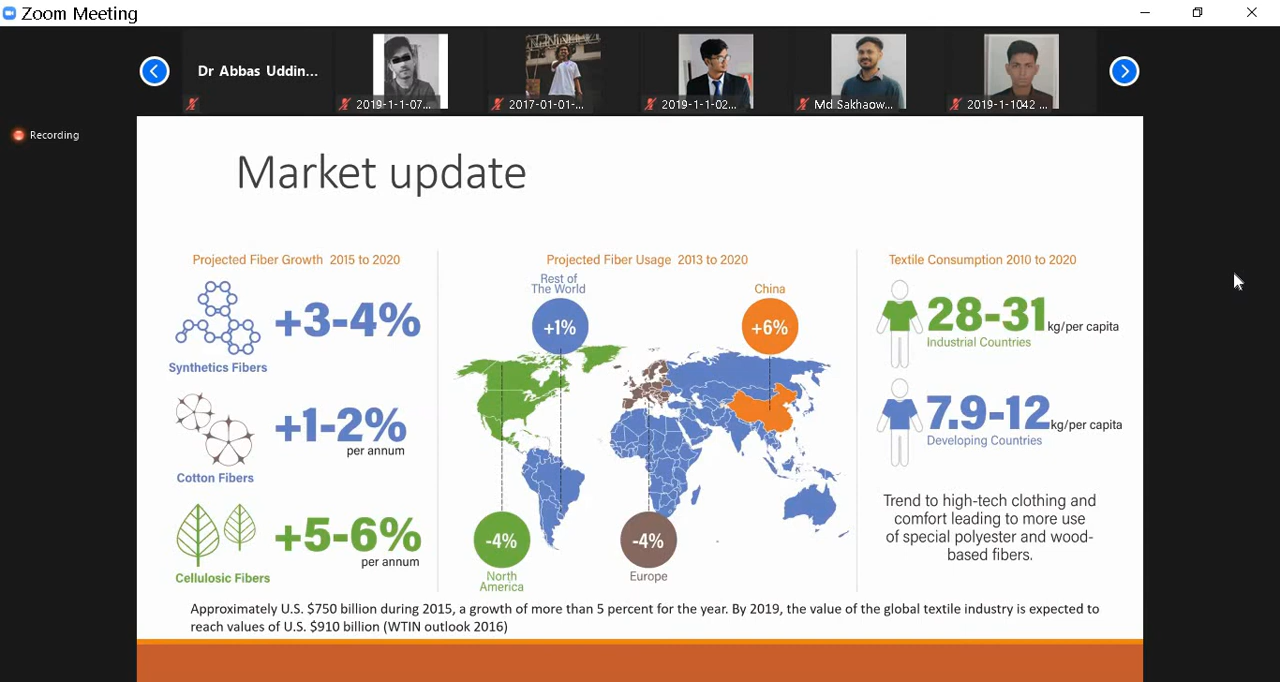 Zoom Meeting
Dr Abbas Uddin...
2019-1-1-07...
2017-01-01-...
2019-1-1-02...
Md Sakhaow...
2019-1-1042 ...
Recording
Market update
Projected Fiber Growth 2015 to 2020
+3-4%
Synthetics Fibers
+1-2%
per annum
Cotton Fibers
+5-6%
per annum
Cellulosic Fibers
Projected Fiber Usage 2013 to 2020
Rest of
The World
+1%
China
+6%
-4%
North
America
-4%
Europe
Textile Consumption 2010 to 2020
28-31 kg/per capita
Industrial Countries
7.9-12 kg/per capita
Developing Countries
Trend to high-tech clothing and
comfort leading to more use
of special polyester and wood-
based fibers.
Approximately U.S. $750 billion during 2015, a growth of more than 5 percent for the year. By 2019, the value of the global textile industry is expected to
reach values of U.S. $910 billion (WTIN outlook 2016)